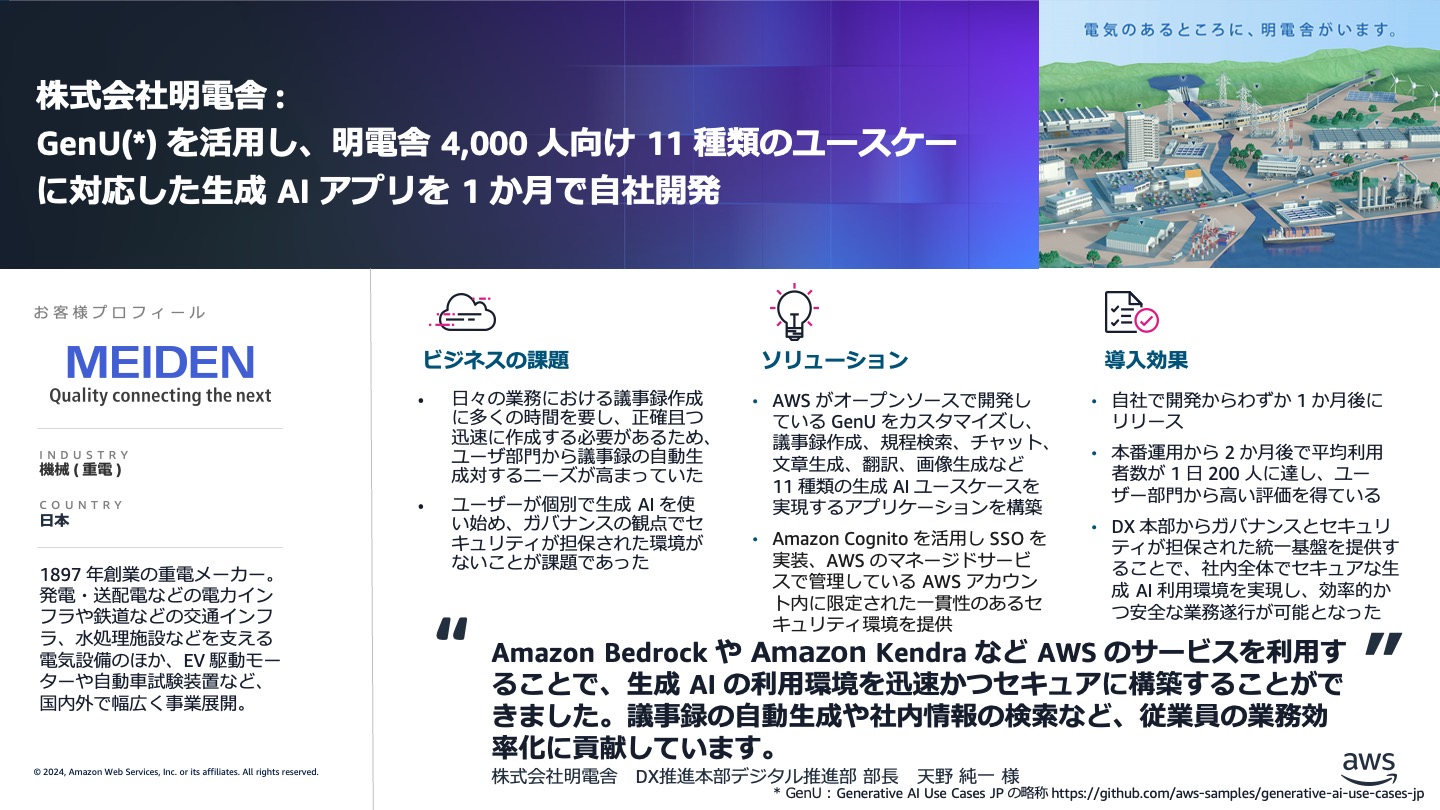 株式会社明電舎 :
GenU(*) を活用し、明電舎 4,000 人向け 11 種類のユースケー
に対応した生成 AI アプリを 1 か月で自社開発
電気のあるところに、明電舎がいます。
お客様プロフィール
MEIDEN
Quality connecting the next
INDUSTRY
機械 ( 重電 )
COUNTRY
日本
1897 年創業の重電メーカー。
発電・送配電などの電力イン
フラや鉄道などの交通インフ
ラ、水処理施設などを支える
電気設備のほか、EV 駆動モー
ターや自動車試験装置など、
国内外で幅広く事業展開。
© 2024, Amazon Web Services, Inc. or its affiliates. All rights reserved.
ビジネスの課題
• 日々の業務における議事録作成
に多くの時間を要し、正確且つ
迅速に作成する必要があるため、
ユーザ部門から議事録の自動生
成対するニーズが高まっていた
• ユーザーが個別で生成 AI を使
い始め、ガバナンスの観点でセ
キュリティが担保された環境が
ないことが課題であった
ソリューション
• AWS がオープンソースで開発し
ている GenU をカスタマイズし、
議事録作成、規程検索、チャット、
文章生成、翻訳、画像生成など
11 種類の生成 AI ユースケースを
実現するアプリケーションを構築
• Amazon Cognito を活用し SSO を
実装、AWS のマネージドサービ
スで管理している AWS アカウン
ト内に限定された一貫性のあるセ
キュリティ環境を提供
導入効果
• 自社で開発からわずか 1 か月後に
リリース
• 本番運用から 2 か月後で平均利用
者数が 1 日 200 人に達し、ユー
ザー部門から高い評価を得ている
• DX 本部からガバナンスとセキュリ
ティが担保された統一基盤を提供す
ることで、社内全体でセキュアな生
成 AI 利用環境を実現し、効率的か
つ安全な業務遂行が可能となった
“
Amazon Bedrock や Amazon Kendra など AWS のサービスを利用す
ることで、生成 AI の利用環境を迅速かつセキュアに構築することがで
きました。議事録の自動生成や社内情報の検索など、従業員の業務効
率化に貢献しています。
”
株式会社明電舎　DX推進本部デジタル推進部 部長　天野 純一 様
aws
* GenU : Generative AI Use Cases JP の略称 https://github.com/aws-samples/generative-ai-use-cases-jp